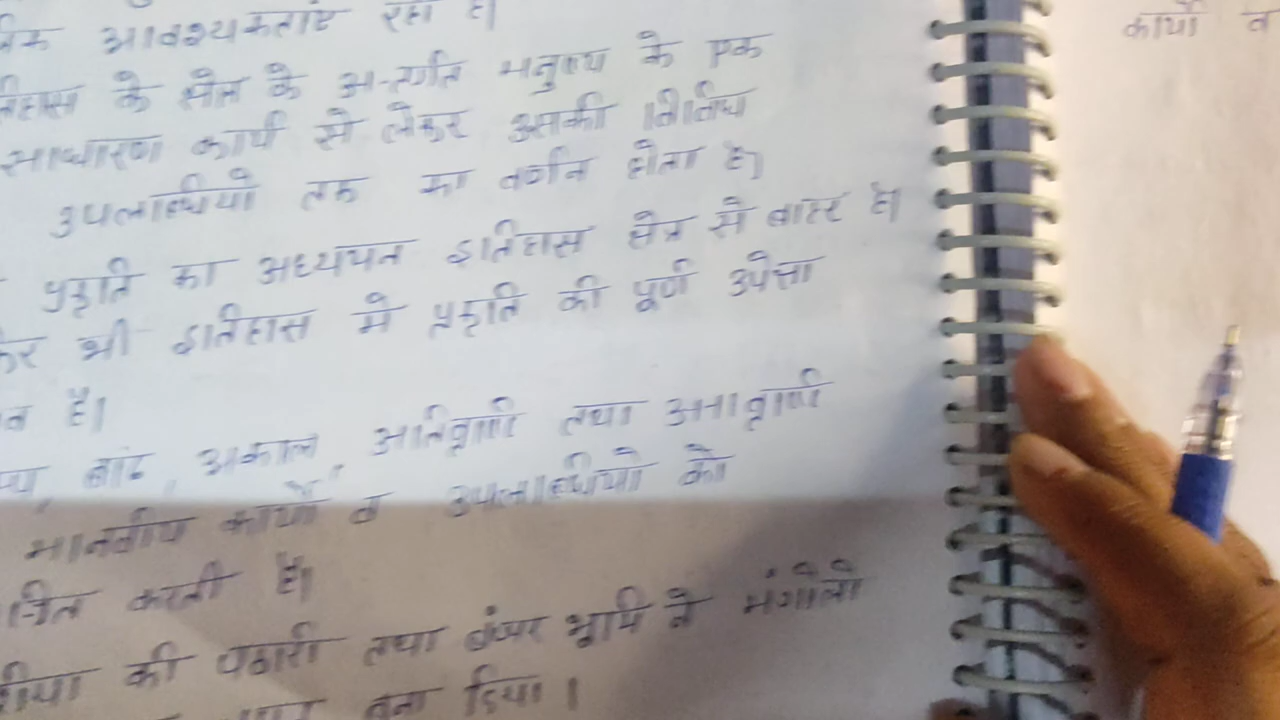 आवश्यकताएं रहा है।
के क्षेत्र के अन्तर्गत मनुष्य के एक
साधारण कार्य से लेकर उसकी विविध
उपलब्धियों तक का वर्णन होता है।
प्रकृति का अध्ययन इतिहास क्षेत्र से बाहर है।
भी इतिहास में प्रकृति की पूर्ण उपेक्षा
है।
बाढ़, अकाल, अतिवृष्टि तथा अनावृष्टि
मानवीय कार्यों व उपलब्धियों को
करती है।
की पठारी तथा बंजर भूमि ने मंगोलो
बना दिया।
कार्यों व